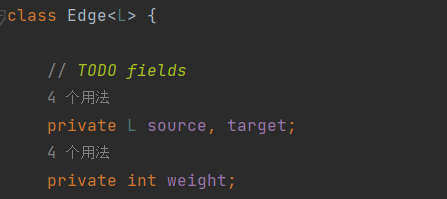 class Edge<L> {
// TODO fields
4 个用法
private L source, target;
4 个用法
private int weight;